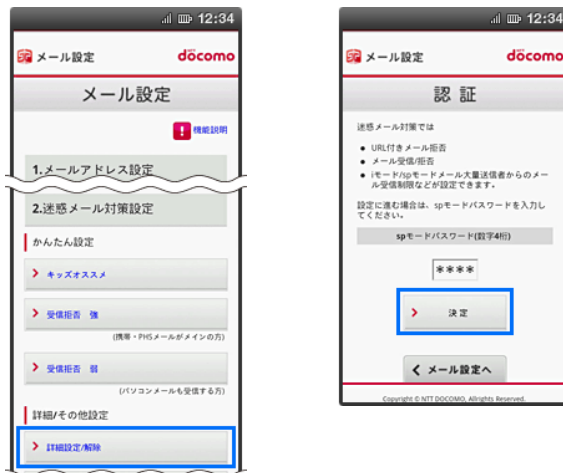 12:34
メール設定
döcomo
メール設定
機能説明
1.メールアドレス設定
2.迷惑メール対策設定
かんたん設定
キッズオススメ
受信拒否 強
(携帯・PHSメールがメインの方)
受信拒否 弱
(パソコンメールも受信する方)
詳細/その他設定
詳細設定/解除
12:34
メール設定
döcomo
認証
迷惑メール対策では
● URL付きメール拒否
● メール受信/拒否
● iモード/spモードメール大量送信者からのメー
ル受信制限などが設定できます。
設定に進む場合は、spモードパスワードを入力し
てください。
spモードパスワード(数字4桁)
****
決定
メール設定へ
Copyright © NTT DOCOMO, Allrights Reserved.